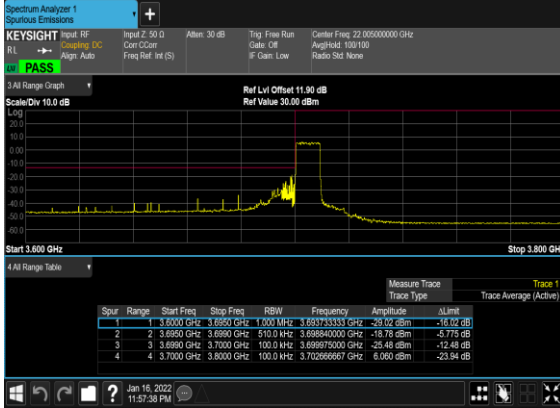 Spectrum Analyzer 1
Spurious Emissions
+
KEYSIGHT Input: RF Input Z: 50 Ω Atten: 30 dB Trig: Free Run Center Freq: 22.005000000 GHz
RL Coupling: DC Corr CCorr Gate: Off Avg|Hold: 100/100
Align: Auto Freq Ref: Int (S) IF Gain: Low Radio Std: None
LXI PASS
3 All Range Graph
Ref Lvl Offset 11.90 dB
Scale/Div 10.0 dB Ref Value 30.00 dBm
Log
20.0
10.0
0.00
-10.0
-20.0
-30.0
-40.0
-50.0
-60.0
Start 3.600 GHz Stop 3.800 GH
4 All Range Table
Measure Trace Trace 1
Trace Type Trace Average (Active)
Spur Range Start Freq Stop Freq RBW Frequency Amplitude ΔLimit
1 1 3.6000 GHz 3.6950 GHz 1.000 MHz 3.693733333 GHz -29.02 dBm -16.02 dB
2 2 3.6950 GHz 3.6990 GHz 510.0 kHz 3.698840000 GHz -18.78 dBm -5.775 dB
3 3 3.6990 GHz 3.7000 GHz 100.0 kHz 3.699975000 GHz -25.48 dBm -12.48 dB
4 4 3.7000 GHz 3.8000 GHz 100.0 kHz 3.702666667 GHz 6.060 dBm -23.94 dB
? Jan 16, 2022
11:57:38 PM